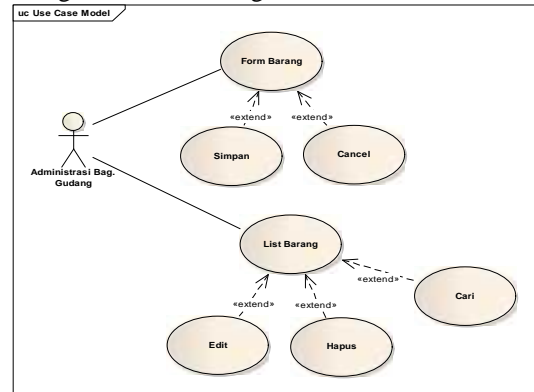 uc Use Case Model
Form Barang
«extend»
«extend»
Simpan
Cancel
Administrasi Bag.
Gudang
List Barang
«extend»
Cari
«extend»
«extend»
Edit
Hapus